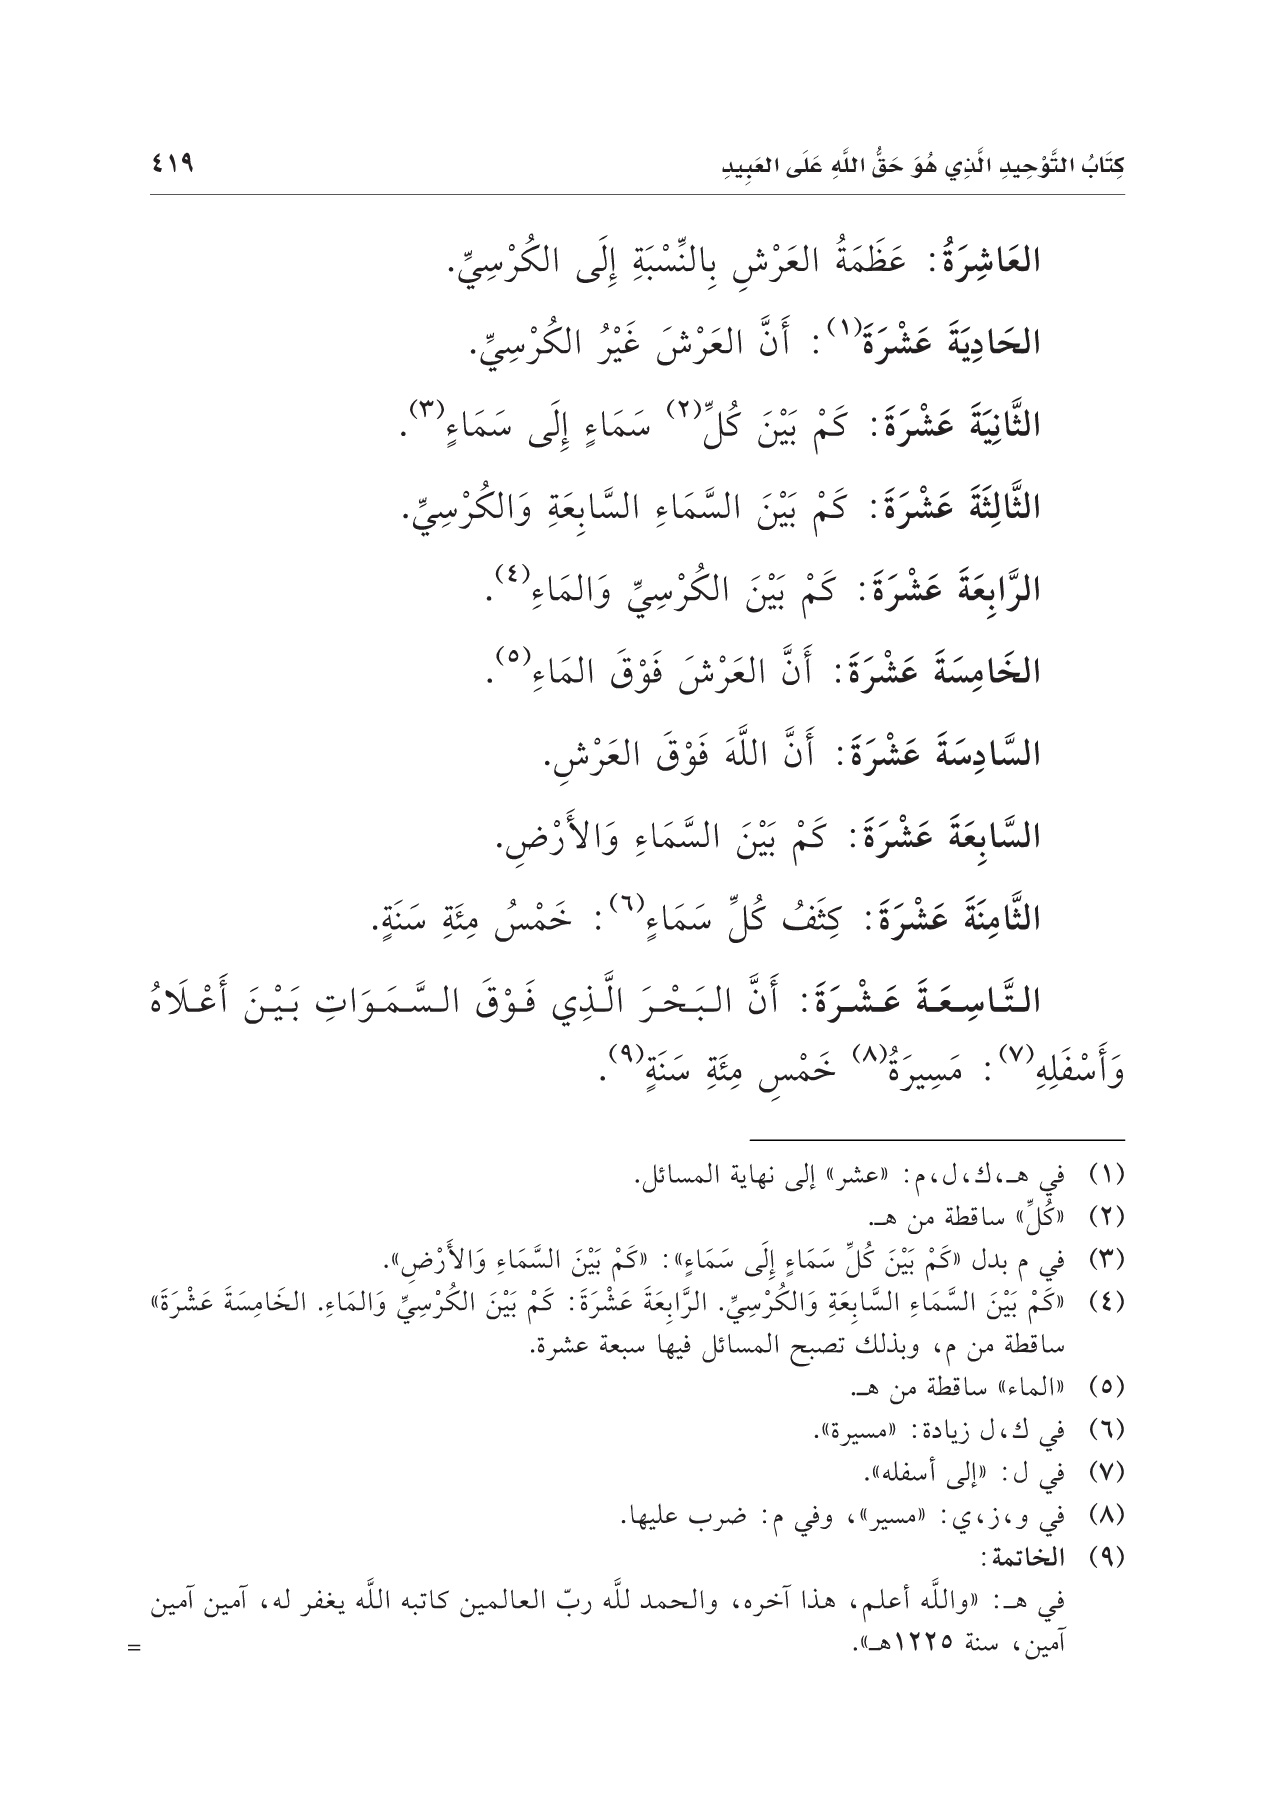 كِتَابُ التَّوْحِيدِ الَّذِي هُوَ حَقُّ اللَّهِ عَلَى العَبِيدِ ٤١٩
العَاشِرَةُ: عَظَمَةُ العَرْشِ بِالنِّسْبَةِ إِلَى الكُرْسِيِّ.
الحَادِيَةَ عَشْرَةَ(١): أَنَّ العَرْشَ غَيْرُ الكُرْسِيِّ.
الثَّانِيَةَ عَشْرَةَ: كَمْ بَيْنَ كُلِّ(٢) سَمَاءٍ إِلَى سَمَاءٍ(٣).
الثَّالِثَةَ عَشْرَةَ: كَمْ بَيْنَ السَّمَاءِ السَّابِعَةِ وَالكُرْسِيِّ.
الرَّابِعَةَ عَشْرَةَ: كَمْ بَيْنَ الكُرْسِيِّ وَالمَاءِ(٤).
الخَامِسَةَ عَشْرَةَ: أَنَّ العَرْشَ فَوْقَ المَاءِ(٥).
السَّادِسَةَ عَشْرَةَ: أَنَّ اللَّهَ فَوْقَ العَرْشِ.
السَّابِعَةَ عَشْرَةَ: كَمْ بَيْنَ السَّمَاءِ وَالأَرْضِ.
الثَّامِنَةَ عَشْرَةَ: كِثَفُ كُلِّ سَمَاءٍ(٦): خَمْسُ مِئَةِ سَنَةٍ.
التَّاسِعَةَ عَشْرَةَ: أَنَّ البَحْرَ الَّذِي فَوْقَ السَّمَوَاتِ بَيْنَ أَعْلَاهُ
وَأَسْفَلِهِ(٧): مَسِيرَةُ(٨) خَمْسِ مِئَةِ سَنَةٍ(٩).
(١) في هـ،ك،ل،م: «عشر» إلى نهاية المسائل.
(٢) «كُلِّ» ساقطة من هـ.
(٣) في م بدل «كَمْ بَيْنَ كُلِّ سَمَاءٍ إِلَى سَمَاءٍ»: «كَمْ بَيْنَ السَّمَاءِ وَالأَرْضِ».
(٤) «كَمْ بَيْنَ السَّمَاءِ السَّابِعَةِ وَالكُرْسِيِّ. الرَّابِعَةَ عَشْرَةَ: كَمْ بَيْنَ الكُرْسِيِّ وَالمَاءِ. الخَامِسَةَ عَشْرَةَ»
ساقطة من م، وبذلك تصبح المسائل فيها سبعة عشرة.
(٥) «الماء» ساقطة من هـ.
(٦) في ك،ل زيادة: «مسيرة».
(٧) في ل: «إلى أسفله».
(٨) في و،ز،ي: «مسير»، وفي م: ضرب عليها.
(٩) الخاتمة:
في هـ: «واللَّه أعلم، هذا آخره، والحمد للَّه ربّ العالمين كاتبه اللَّه يغفر له، آمين آمين
آمين، سنة ١٢٢٥هـ». =